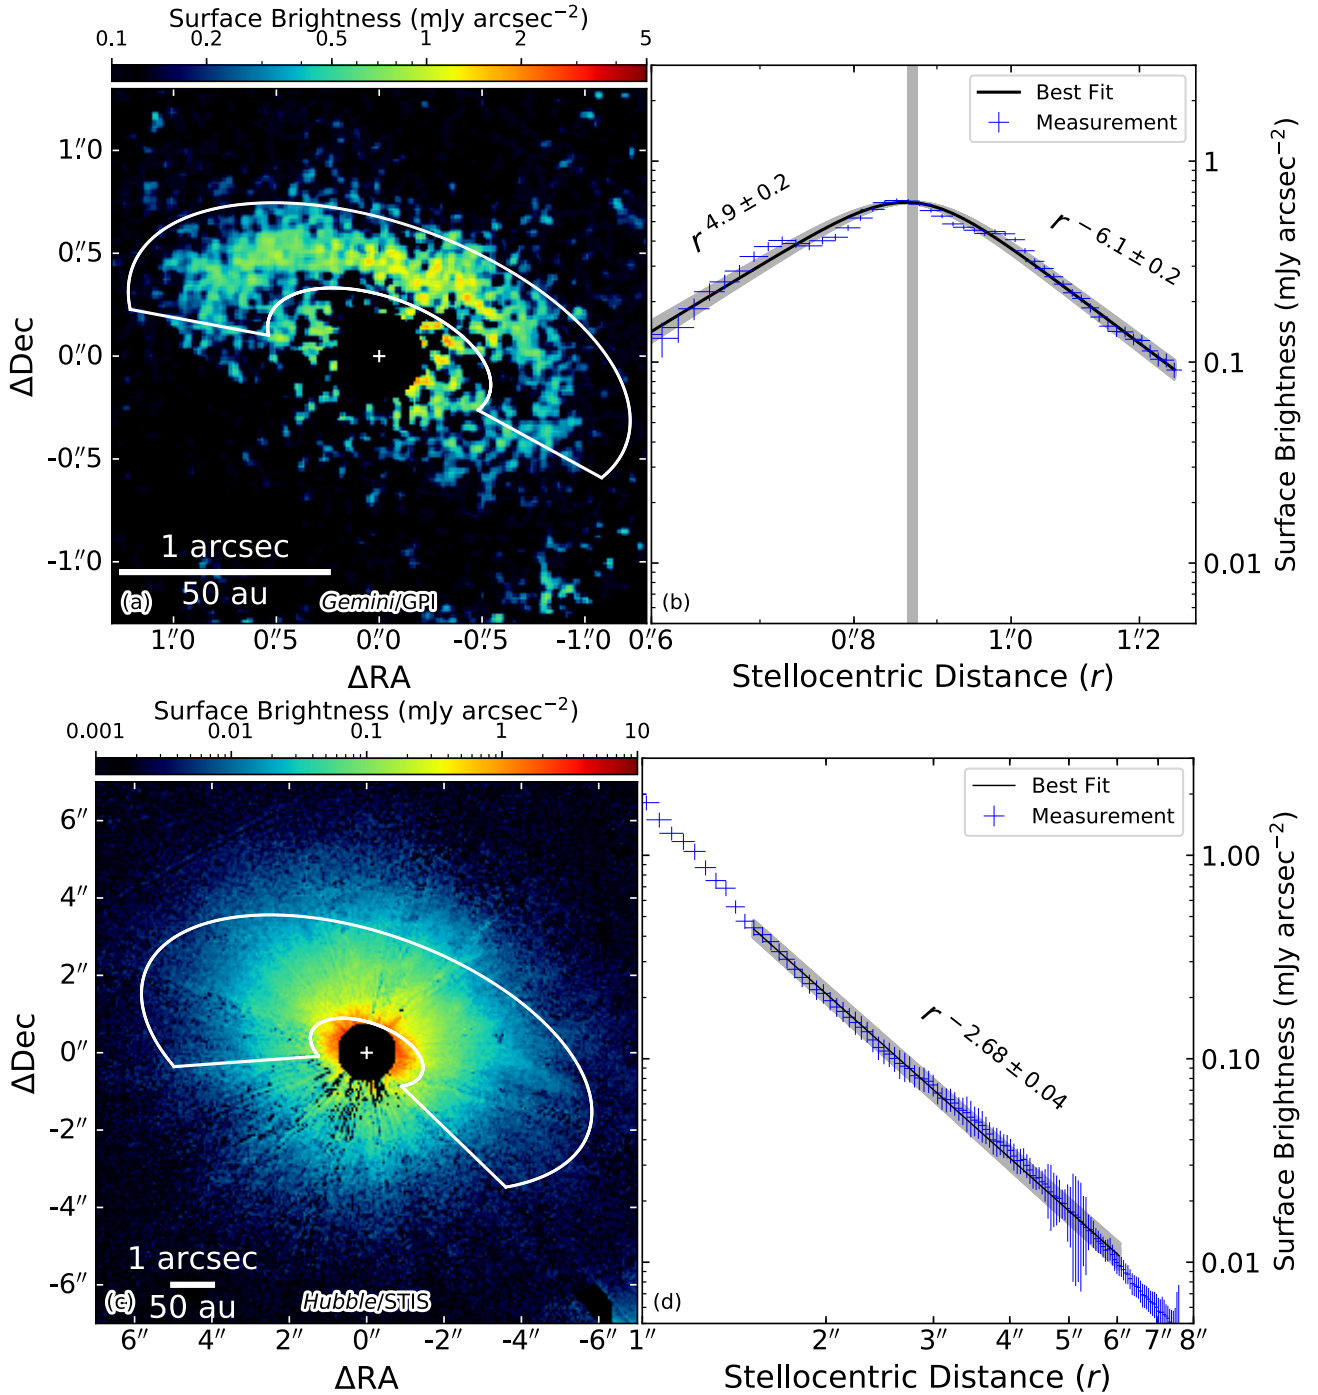 Surface Brightness (mJy arcsec−2)
0.1 0.2 0.5 1 2 5
1″.0
0″.5
0″.0
-0″.5
-1″.0
ΔDec
1 arcsec
50 au
(a)
Gemini/GPI
1″.0 0″.5 0″.0 -0″.5 -1″.0
ΔRA
Best Fit
Measurement
r 4.9 ± 0.2
r −6.1 ± 0.2
(b)
1
0.1
0.01
Surface Brightness (mJy arcsec−2)
0″.6 0″.8 1″.0 1″.2
Stellocentric Distance (r)
Surface Brightness (mJy arcsec−2)
0.001 0.01 0.1 1 10
6″
4″
2″
0″
-2″
-4″
-6″
ΔDec
1 arcsec
50 au
(c)
Hubble/STIS
6″ 4″ 2″ 0″ -2″ -4″ -6″
ΔRA
Best Fit
Measurement
r −2.68 ± 0.04
(d)
1.00
0.10
0.01
Surface Brightness (mJy arcsec−2)
1″ 2″ 3″ 4″ 5″ 6″ 7″ 8″
Stellocentric Distance (r)